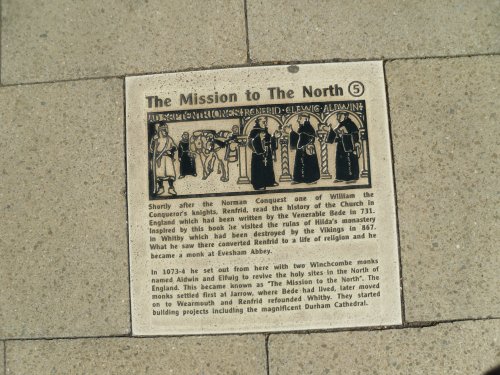 The Mission to The North 5
AD SEPTENTRIONES RENFRID ELFWIG ALDWIN
Shortly after the Norman Conquest one of William the
Conqueror's knights, Renfrid, read the history of the Church in
England which had been written by the Venerable Bede in 731.
Inspired by this book he visited the ruins of Hilda's monastery
in Whitby which had been destroyed by the Vikings in 867.
What he saw there converted Renfrid to a life of religion and he
became a monk at Evesham Abbey.
In 1073-4 he set out from here with two Winchcombe monks
named Aldwin and Elfwig to revive the holy sites in the North of
England. This became known as "The Mission to the North". The
monks settled first at Jarrow, where Bede had lived, later moved
on to Wearmouth and Renfrid refounded Whitby. They started
building projects including the magnificent Durham Cathedral.